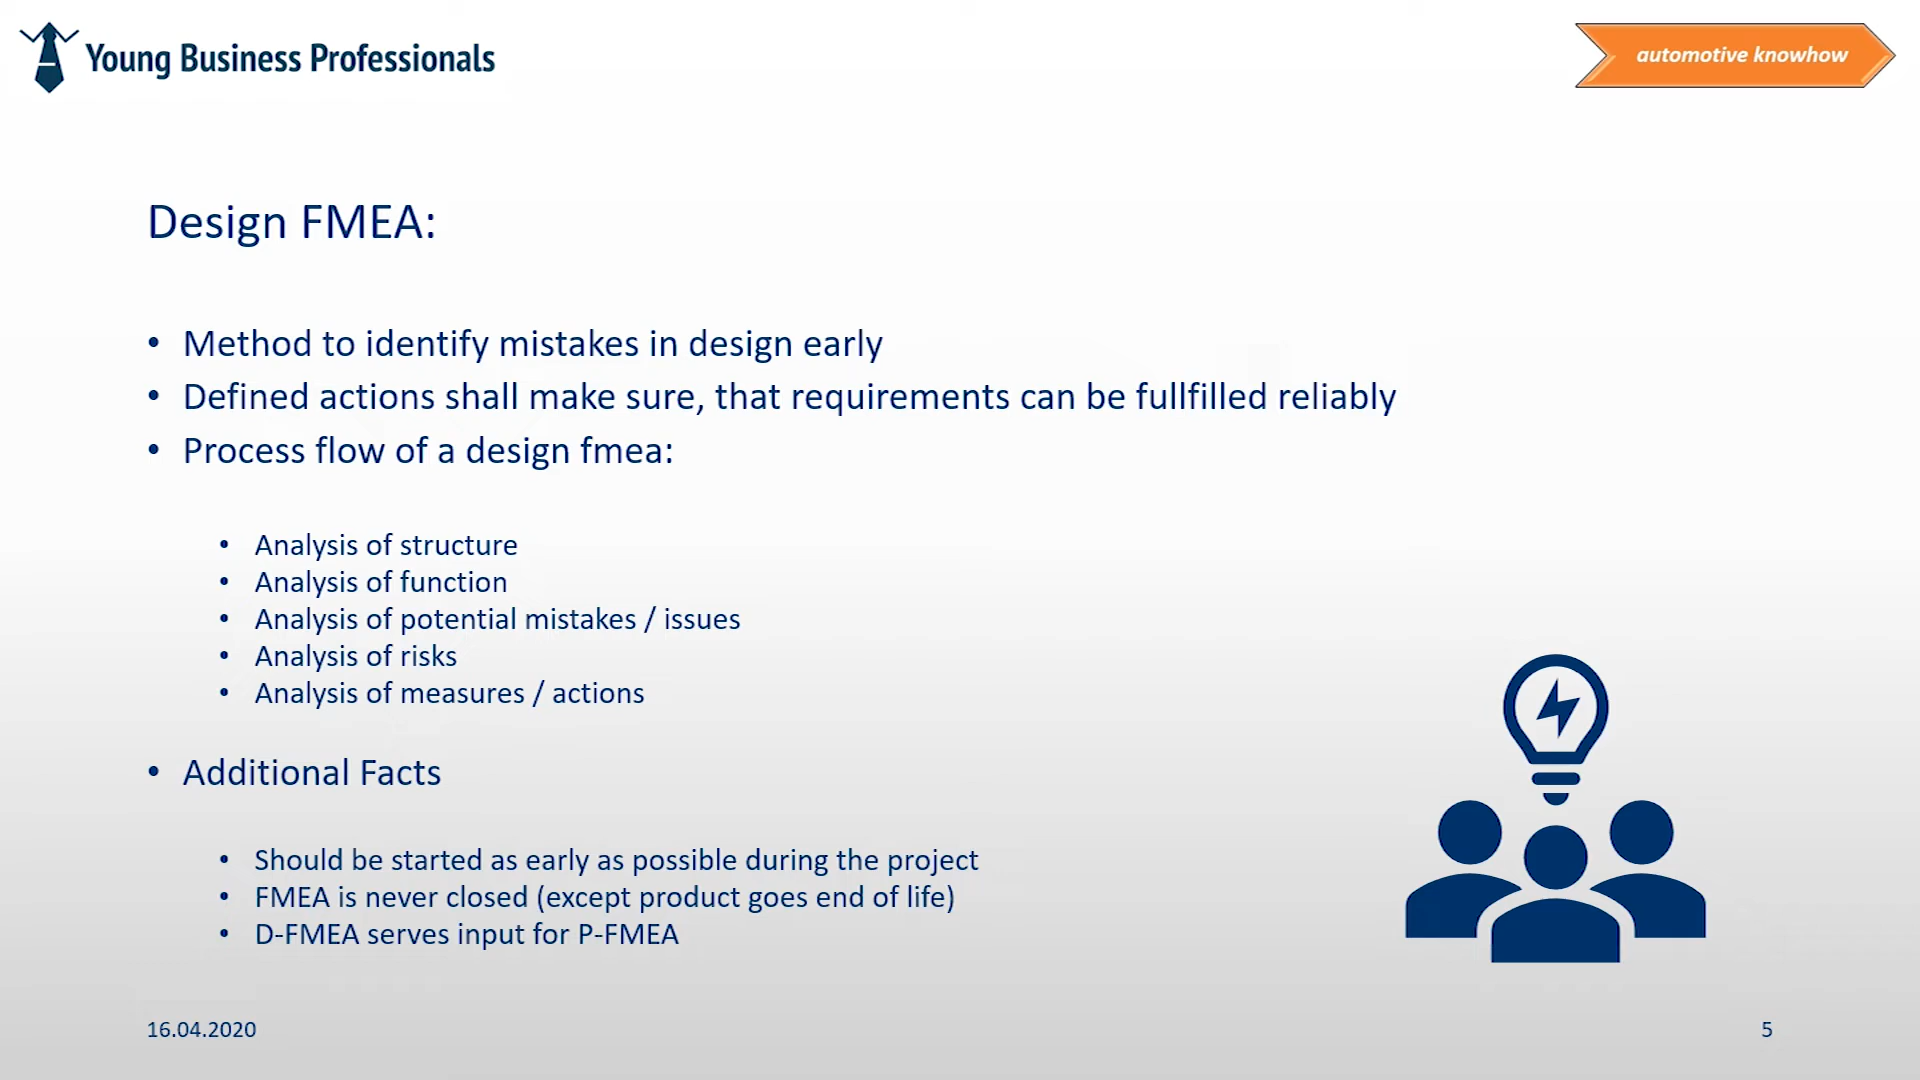 Young Business Professionals
automotive knowhow
Design FMEA:
• Method to identify mistakes in design early
• Defined actions shall make sure, that requirements can be fullfilled reliably
• Process flow of a design fmea:
• Analysis of structure
• Analysis of function
• Analysis of potential mistakes / issues
• Analysis of risks
• Analysis of measures / actions
• Additional Facts
• Should be started as early as possible during the project
• FMEA is never closed (except product goes end of life)
• D-FMEA serves input for P-FMEA
16.04.2020
5